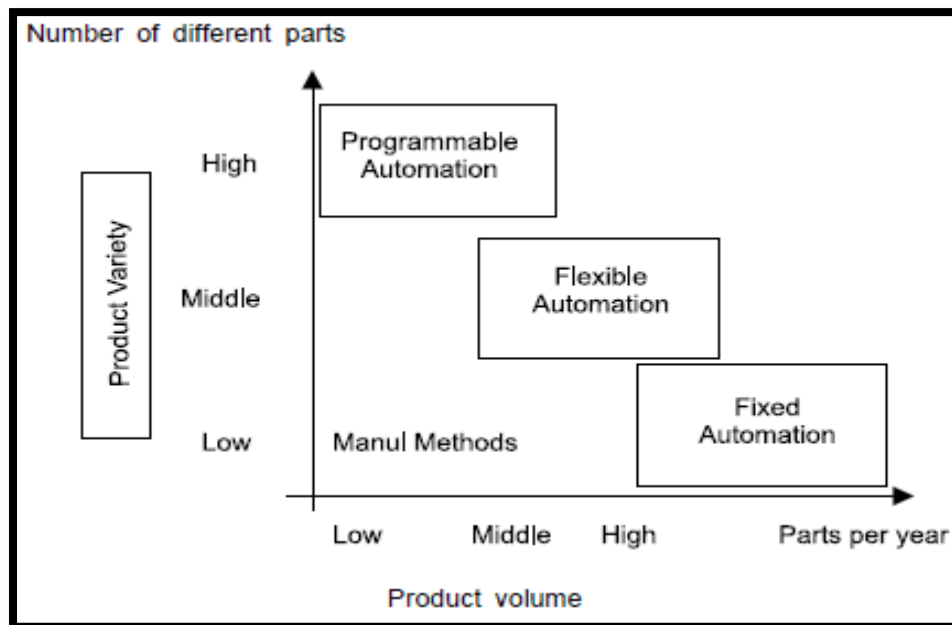 Number of different parts
Programmable
Automation
High
Flexible
Automation
Middle
Product Variety
Fixed
Automation
Low
Manul Methods
Low
Middle
High
Parts per year
Product volume